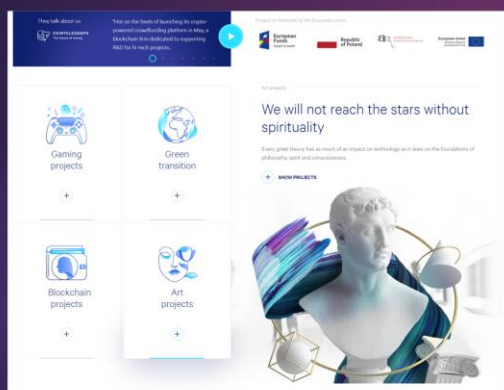 They talk about us
COINTELEGRAPH
The future of money
"Hot on the heels of launching its crypto-
powered crowdfunding platform in May, a
blockchain firm dedicated to supporting
R&D for hi-tech projects,
Project co-financed by the European Union
European
Funds
Republic
of Poland
European Union
Gaming
projects
+
Green
transition
+
Blockchain
projects
+
Art
projects
+
Art projects
We will not reach the stars without
spirituality
Every great theory has as much of an impact on technology as it does on the foundations of
philosophy, spirit and consciousness.
+ SHOW PROJECTS